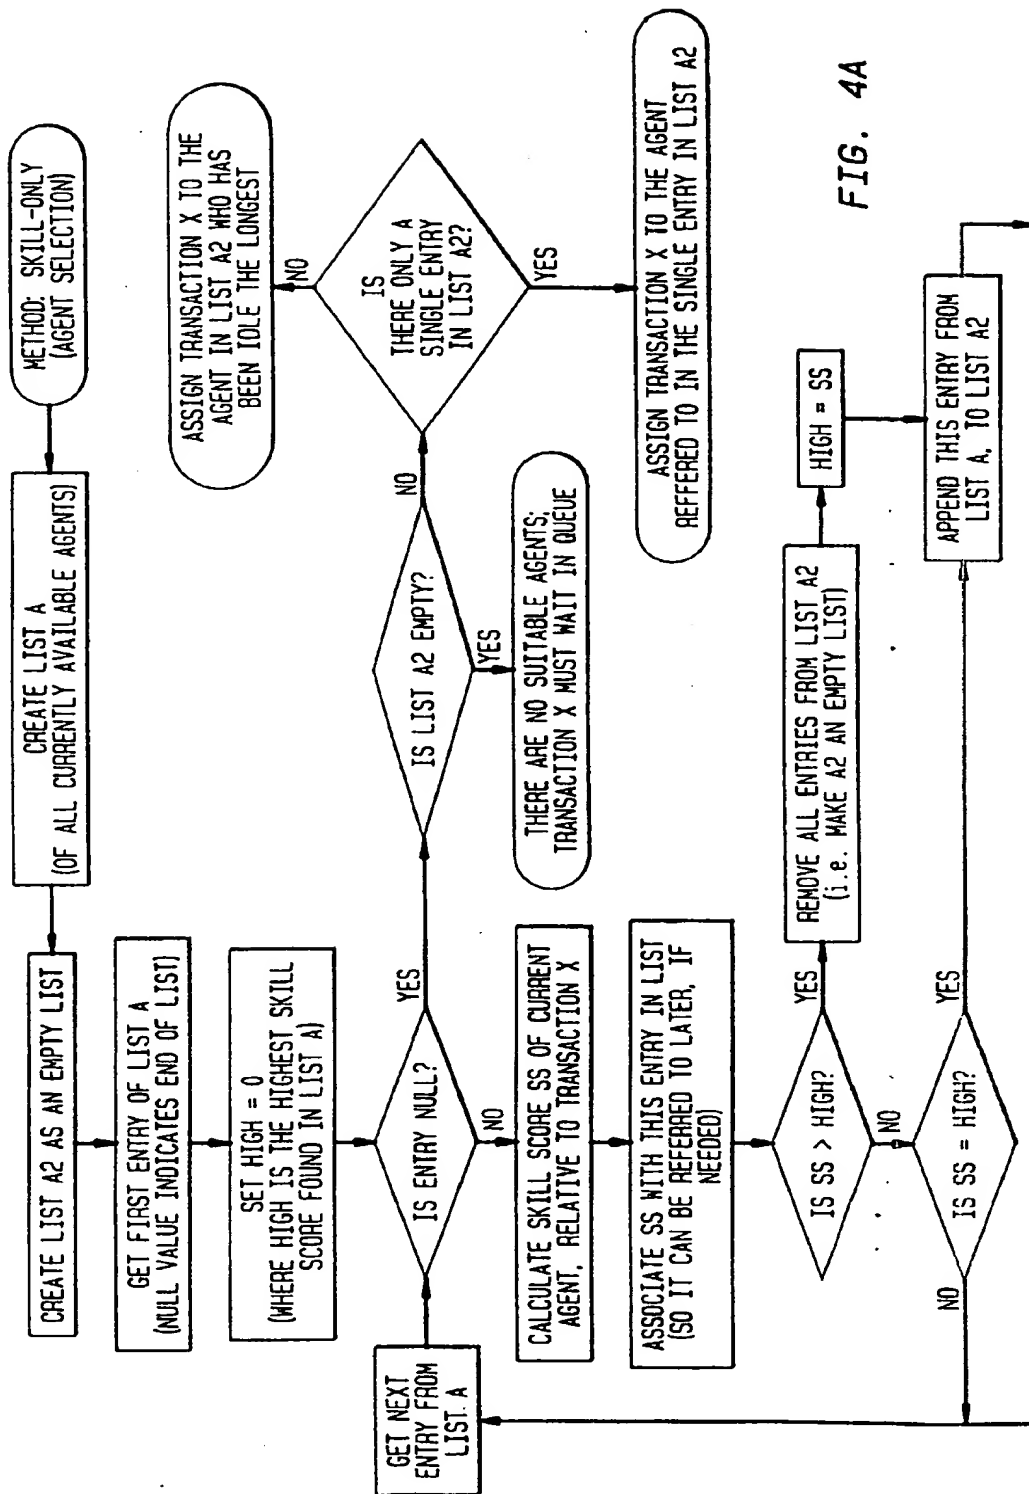 METHOD: SKILL-ONLY
(AGENT SELECTION)
CREATE LIST A
(OF ALL CURRENTLY AVAILABLE AGENTS)
CREATE LIST A2 AS AN EMPTY LIST
GET FIRST ENTRY OF LIST A
(NULL VALUE INDICATES END OF LIST)
SET HIGH = 0
(WHERE HIGH IS THE HIGHEST SKILL
SCORE FOUND IN LIST A)
GET NEXT
ENTRY FROM
LIST A
IS ENTRY NULL?
YES
NO
IS LIST A2 EMPTY?
NO
YES
THERE ARE NO SUITABLE AGENTS;
TRANSACTION X MUST WAIT IN QUEUE
IS
THERE ONLY A
SINGLE ENTRY
IN LIST A2?
NO
YES
ASSIGN TRANSACTION X TO THE
AGENT IN LIST A2 WHO HAS
BEEN IDLE THE LONGEST
ASSIGN TRANSACTION X TO THE AGENT
REFFERED TO IN THE SINGLE ENTRY IN LIST A2
CALCULATE SKILL SCORE SS OF CURRENT
AGENT, RELATIVE TO TRANSACTION X
ASSOCIATE SS WITH THIS ENTRY IN LIST
(SO IT CAN BE REFERRED TO LATER, IF
NEEDED)
IS SS > HIGH?
YES
NO
REMOVE ALL ENTRIES FROM LIST A2
(i.e. MAKE A2 AN EMPTY LIST)
HIGH = SS
IS SS = HIGH?
YES
NO
APPEND THIS ENTRY FROM
LIST A, TO LIST A2
FIG. 4A